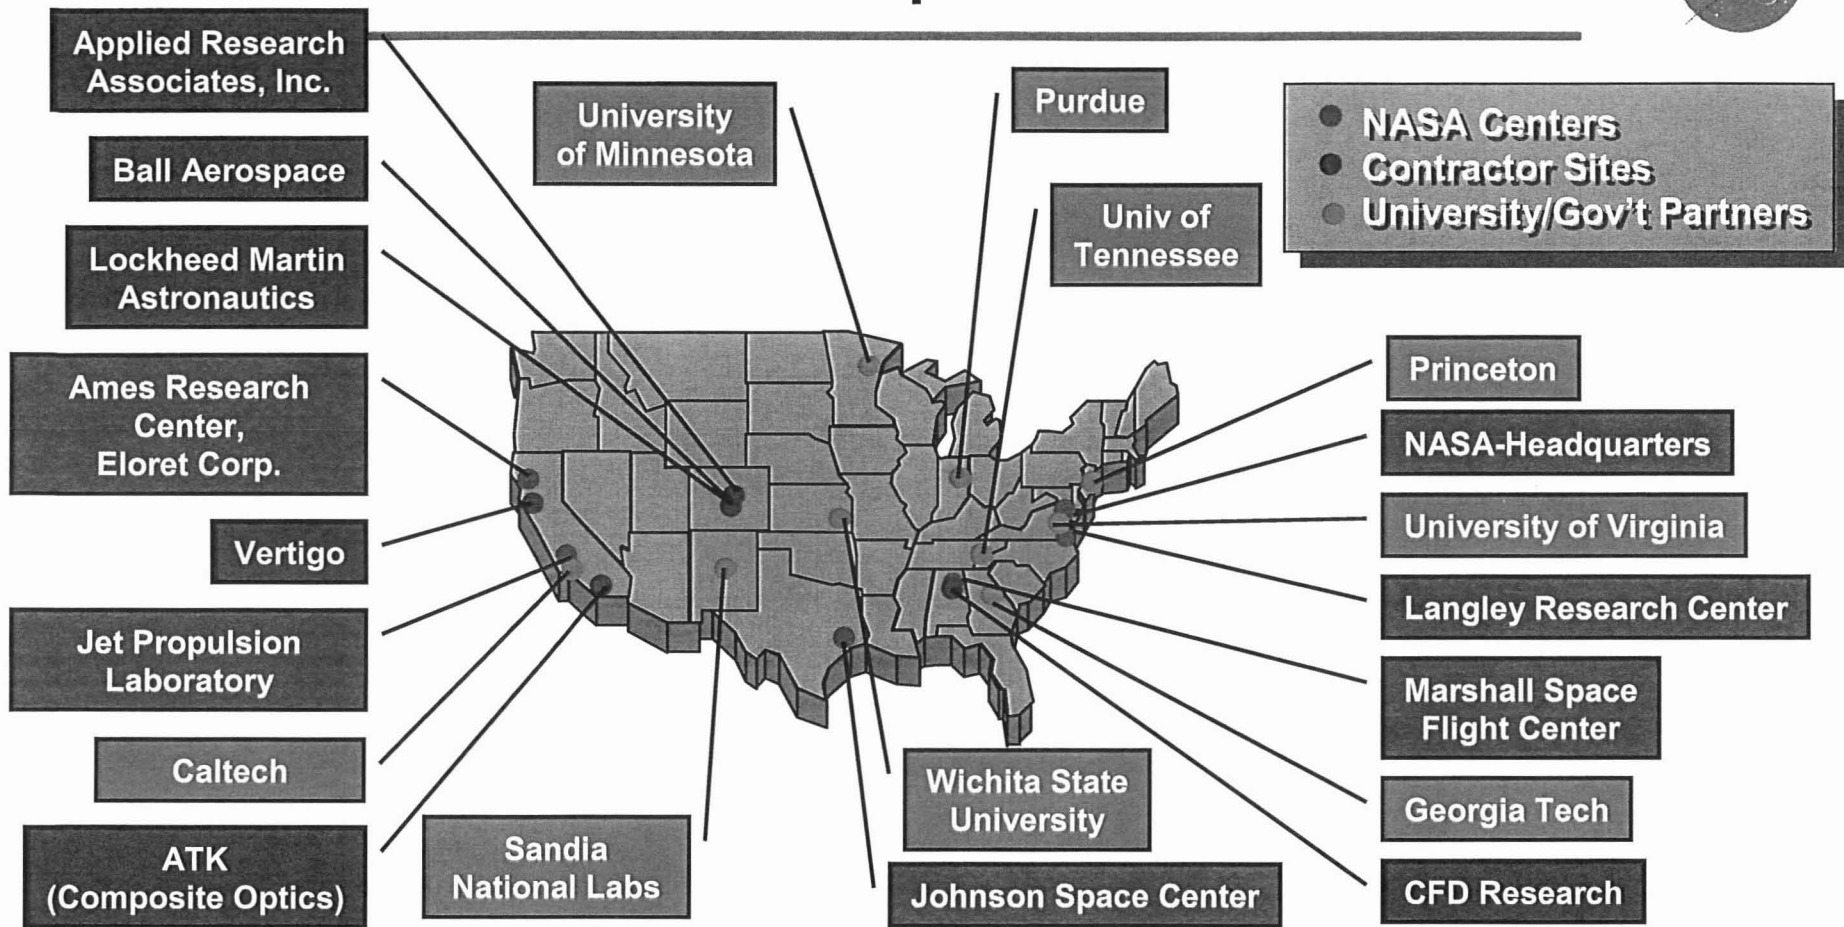 Applied Research
Associates, Inc.
Ball Aerospace
Lockheed Martin
Astronautics
Ames Research
Center,
Eloret Corp.
Vertigo
Jet Propulsion
Laboratory
Caltech
ATK
(Composite Optics)
University
of Minnesota
Purdue
Univ of
Tennessee
NASA Centers
Contractor Sites
University/Gov't Partners
Princeton
NASA-Headquarters
University of Virginia
Langley Research Center
Marshall Space
Flight Center
Georgia Tech
CFD Research
Sandia
National Labs
Wichita State
University
Johnson Space Center